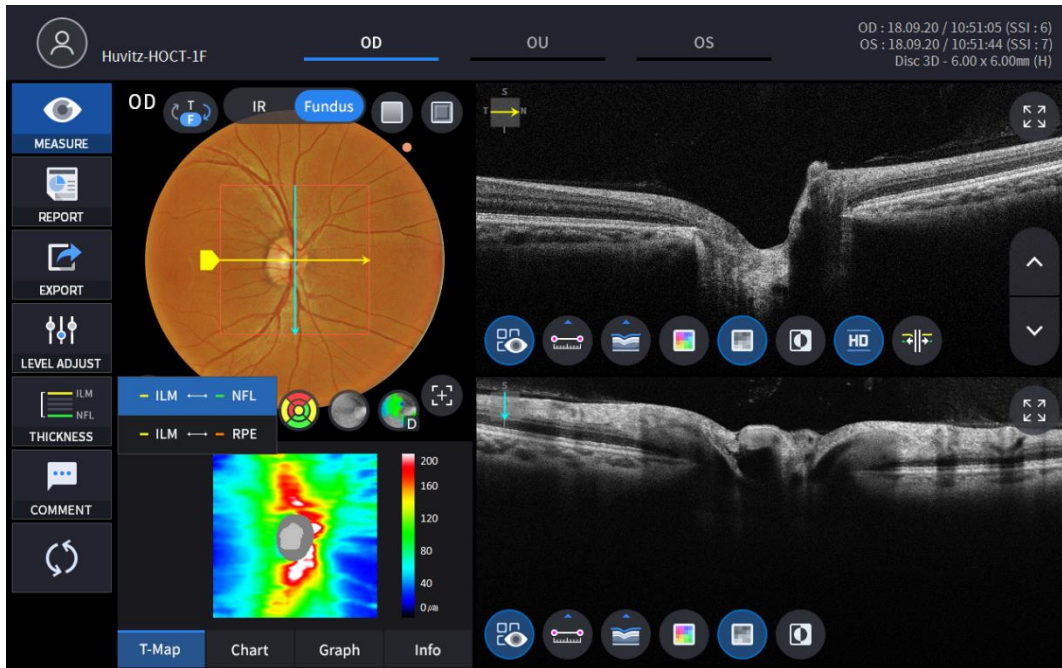 Huvitz-HOCT-1F
OD
OU
OS
OD : 18.09.20 / 10:51:05 (SSI : 6)
OS : 18.09.20 / 10:51:44 (SSI : 7)
Disc 3D - 6.00 x 6.00mm (H)
MEASURE
REPORT
EXPORT
LEVEL ADJUST
ILM
NFL
THICKNESS
COMMENT
OD
T
F
IR
Fundus
ILM ↔ NFL
ILM ↔ RPE
D
200
160
120
80
40
0 ㎛
T-Map
Chart
Graph
Info
S
T N
I
HD
S